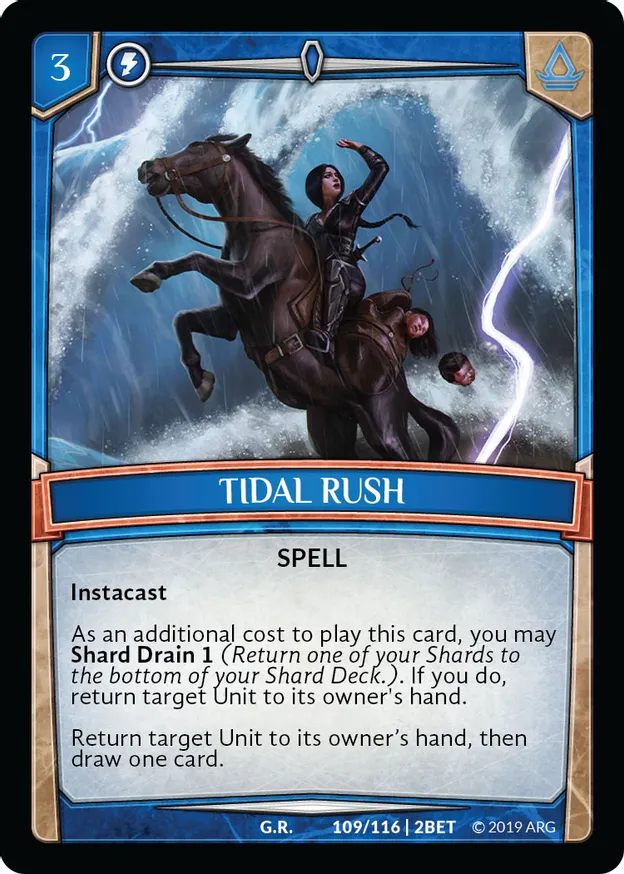 3
TIDAL RUSH
SPELL
Instacast
As an additional cost to play this card, you may
Shard Drain 1 (Return one of your Shards to
the bottom of your Shard Deck.). If you do,
return target Unit to its owner's hand.
Return target Unit to its owner’s hand, then
draw one card.
G.R. 109/116 | 2BET © 2019 ARG